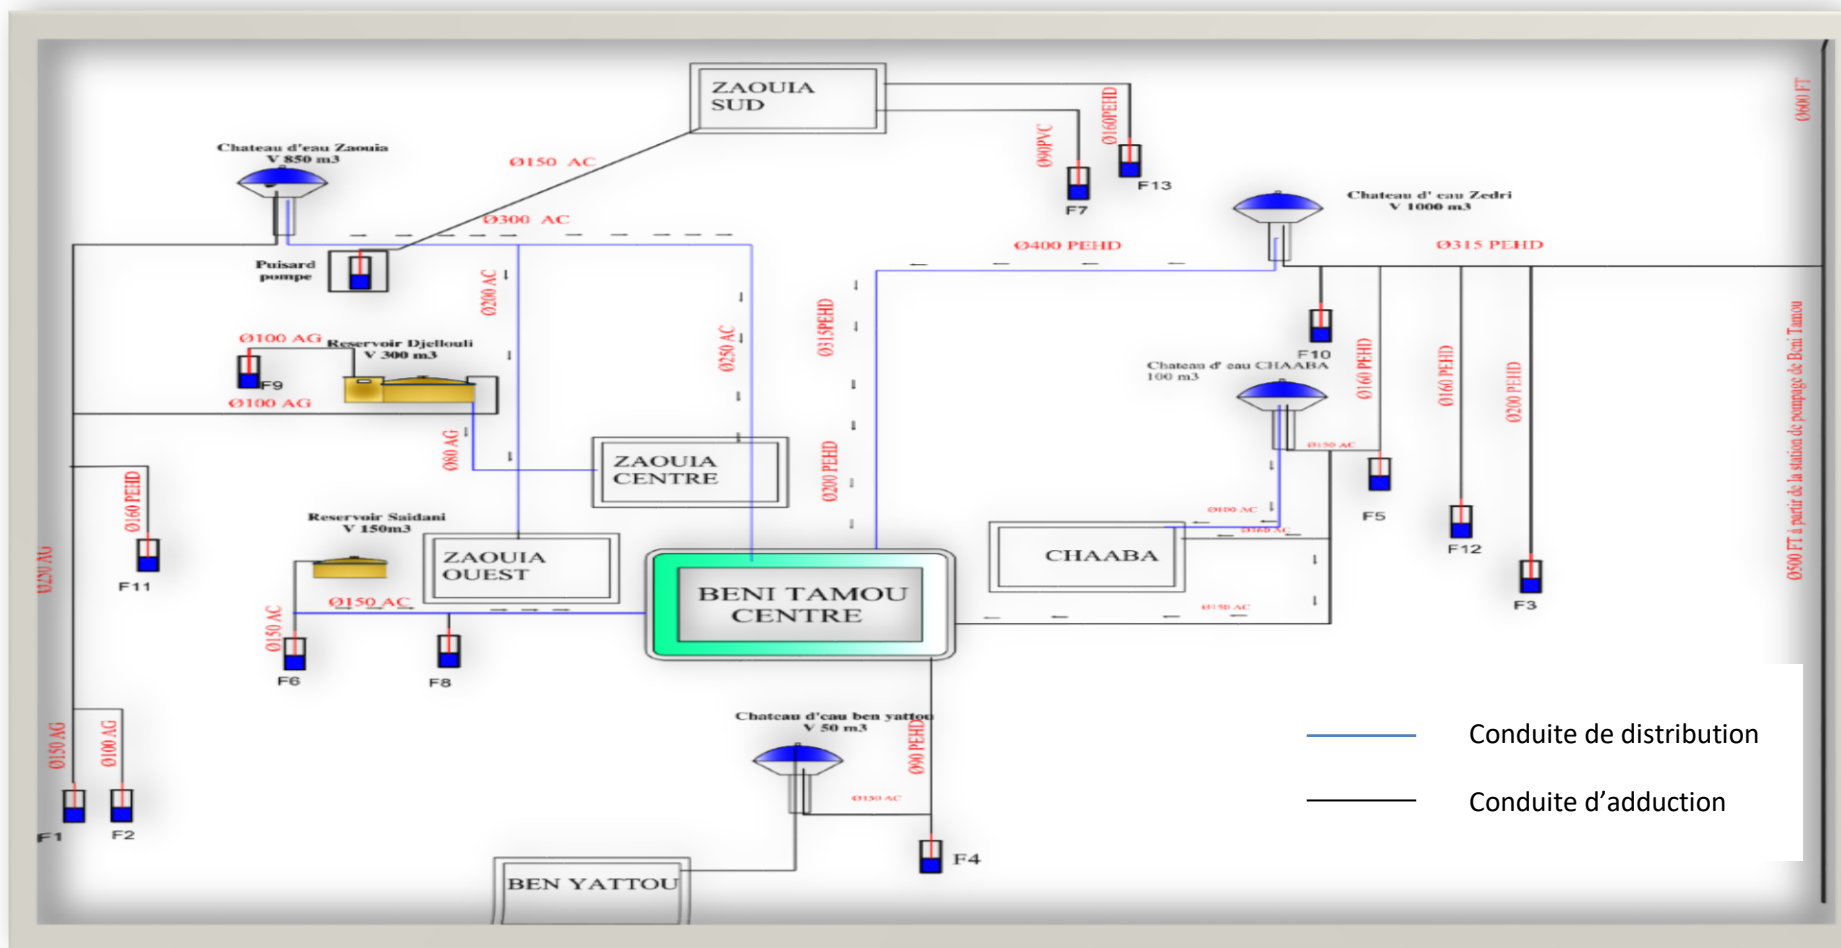 ZAOUIA
SUD
Ø600 FT
Ø160PEHD
Ø90PVC
Chateau d'eau Zaouia
V 850 m3
Ø150 AC
F13
F7
Chateau d' eau Zedri
V 1000 m3
Ø300 AC
Ø400 PEHD
Ø315 PEHD
Puisard
pompe
Ø200 AC
Ø250 AC
Ø315PEHD
Ø500 FT a partir de la station de pompage de Beni Tamou
Ø100 AG
Reservoir Djellouli
V 300 m3
F10
Chateau d' eau CHAABA
100 m3
Ø160 PEHD
Ø160 PEHD
Ø200 PEHD
F9
Ø100 AG
Ø80 AG
ZAOUIA
CENTRE
Ø200 PEHD
Ø150 AC
Ø160 PEHD
Reservoir Saidani
V 150m3
Ø100 AC
Ø160 AC
F5
F12
ZAOUIA
OUEST
CHAABA
Ø250 AG
F11
BENI TAMOU
CENTRE
Ø150 AC
Ø150 AC
Ø150 AC
F3
F6
F8
Chateau d'eau ben yattou
V 50 m3
Ø90 PEHD
Ø150 AG
Ø100 AG
Conduite de distribution
Ø150 AC
Conduite d’adduction
F1
F2
F4
BEN YATTOU